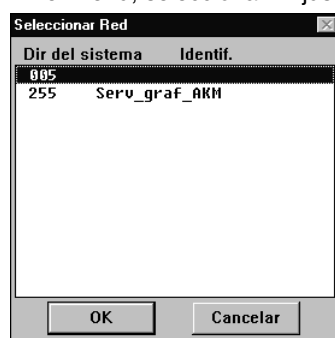 Seleccionar Red
Dir del sistema Identif.
005
255 Serv_graf_AKM
OK Cancelar